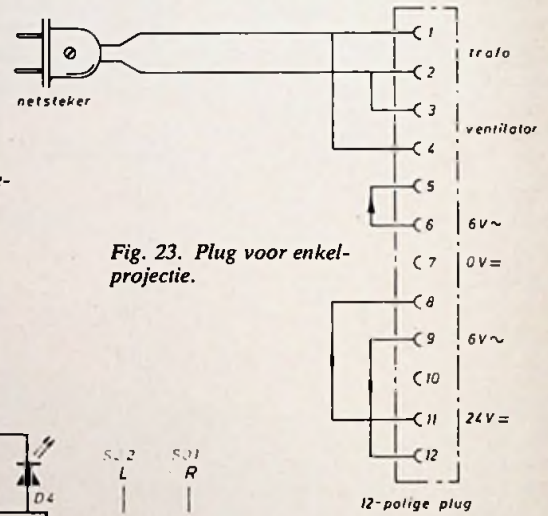 netsteker
1
trafo
2
3
ventilator
4
5
6 6V~
7 0V=
8
9 6V~
10
11 24V=
12
12-polige plug
e-
Fig. 23. Plug voor enkel-
projectie.
L R
D4